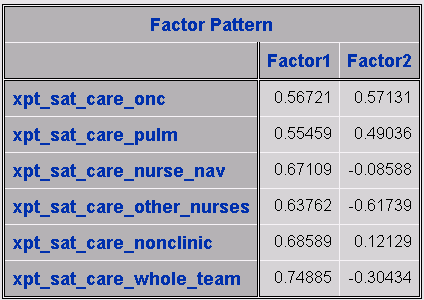 Factor Pattern
Factor1 Factor2
xpt_sat_care_onc 0.56721 0.57131
xpt_sat_care_pulm 0.55459 0.49036
xpt_sat_care_nurse_nav 0.67109 -0.08588
xpt_sat_care_other_nurses 0.63762 -0.61739
xpt_sat_care_nonclinic 0.68589 0.12129
xpt_sat_care_whole_team 0.74885 -0.30434